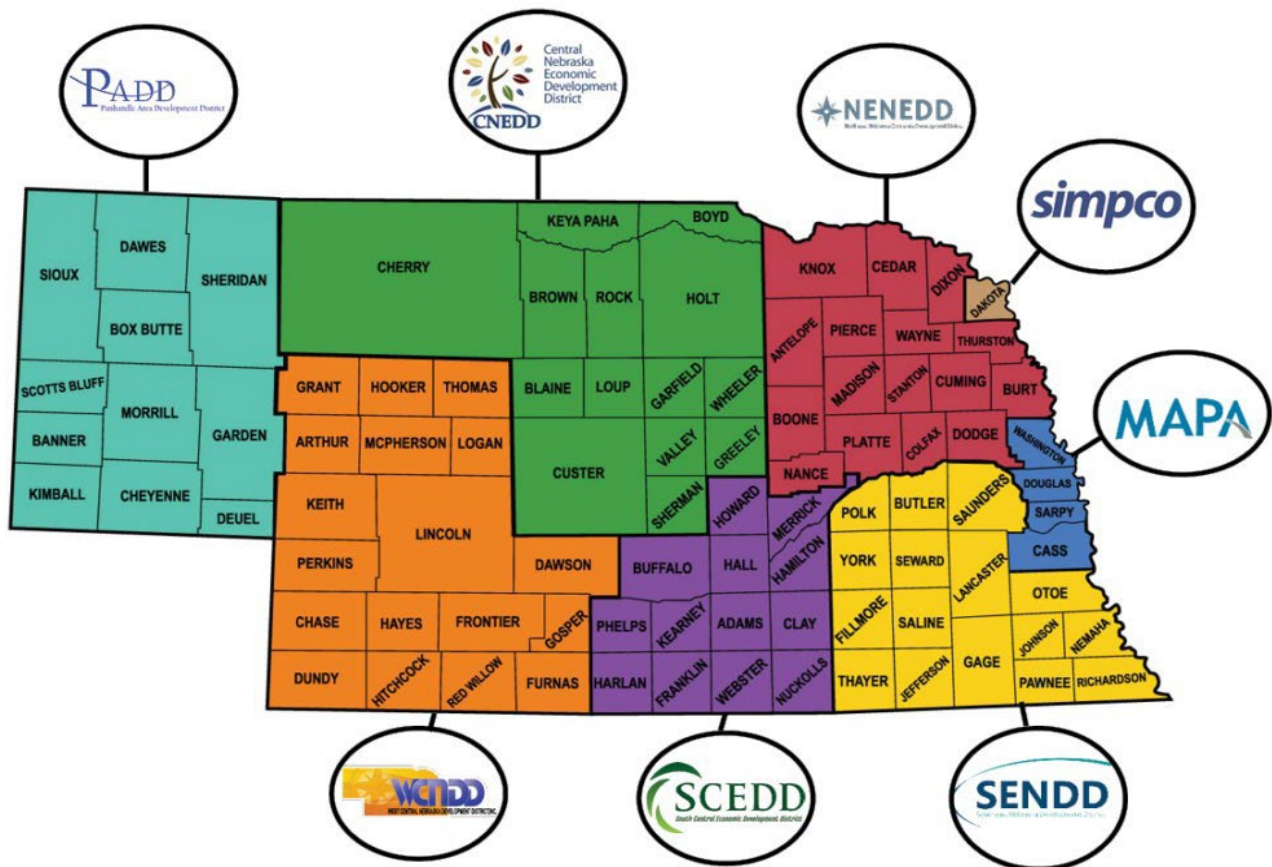 PADD
Panhandle Area Development District
Central
Nebraska
Economic
Development
District
CNEDD
NENEDD
simpco
MAPA
SIOUX
DAWES
SHERIDAN
BOX BUTTE
SCOTTS BLUFF
MORRILL
GARDEN
BANNER
KIMBALL
CHEYENNE
DEUEL
CHERRY
KEYA PAHA
BOYD
BROWN
ROCK
HOLT
BLAINE
LOUP
GARFIELD
WHEELER
CUSTER
VALLEY
GREELEY
SHERMAN
KNOX
CEDAR
DIXON
DAKOTA
ANTELOPE
PIERCE
WAYNE
THURSTON
MADISON
STANTON
CUMING
BURT
BOONE
PLATTE
COLFAX
DODGE
NANCE
WASHINGTON
DOUGLAS
SARPY
CASS
GRANT
HOOKER
THOMAS
ARTHUR
MCPHERSON
LOGAN
KEITH
LINCOLN
PERKINS
DAWSON
CHASE
HAYES
FRONTIER
GOSPER
DUNDY
HITCHCOCK
RED WILLOW
FURNAS
HOWARD
MERRICK
BUFFALO
HALL
HAMILTON
PHELPS
KEARNEY
ADAMS
CLAY
HARLAN
FRANKLIN
WEBSTER
NUCKOLLS
POLK
BUTLER
SAUNDERS
YORK
SEWARD
LANCASTER
OTOE
FILLMORE
SALINE
GAGE
JOHNSON
NEMAHA
THAYER
JEFFERSON
PAWNEE
RICHARDSON
WCNDD
WEST CENTRAL NEBRASKA DEVELOPMENT DISTRICT, INC.
SCEDD
South Central Economic Development District
SENDD